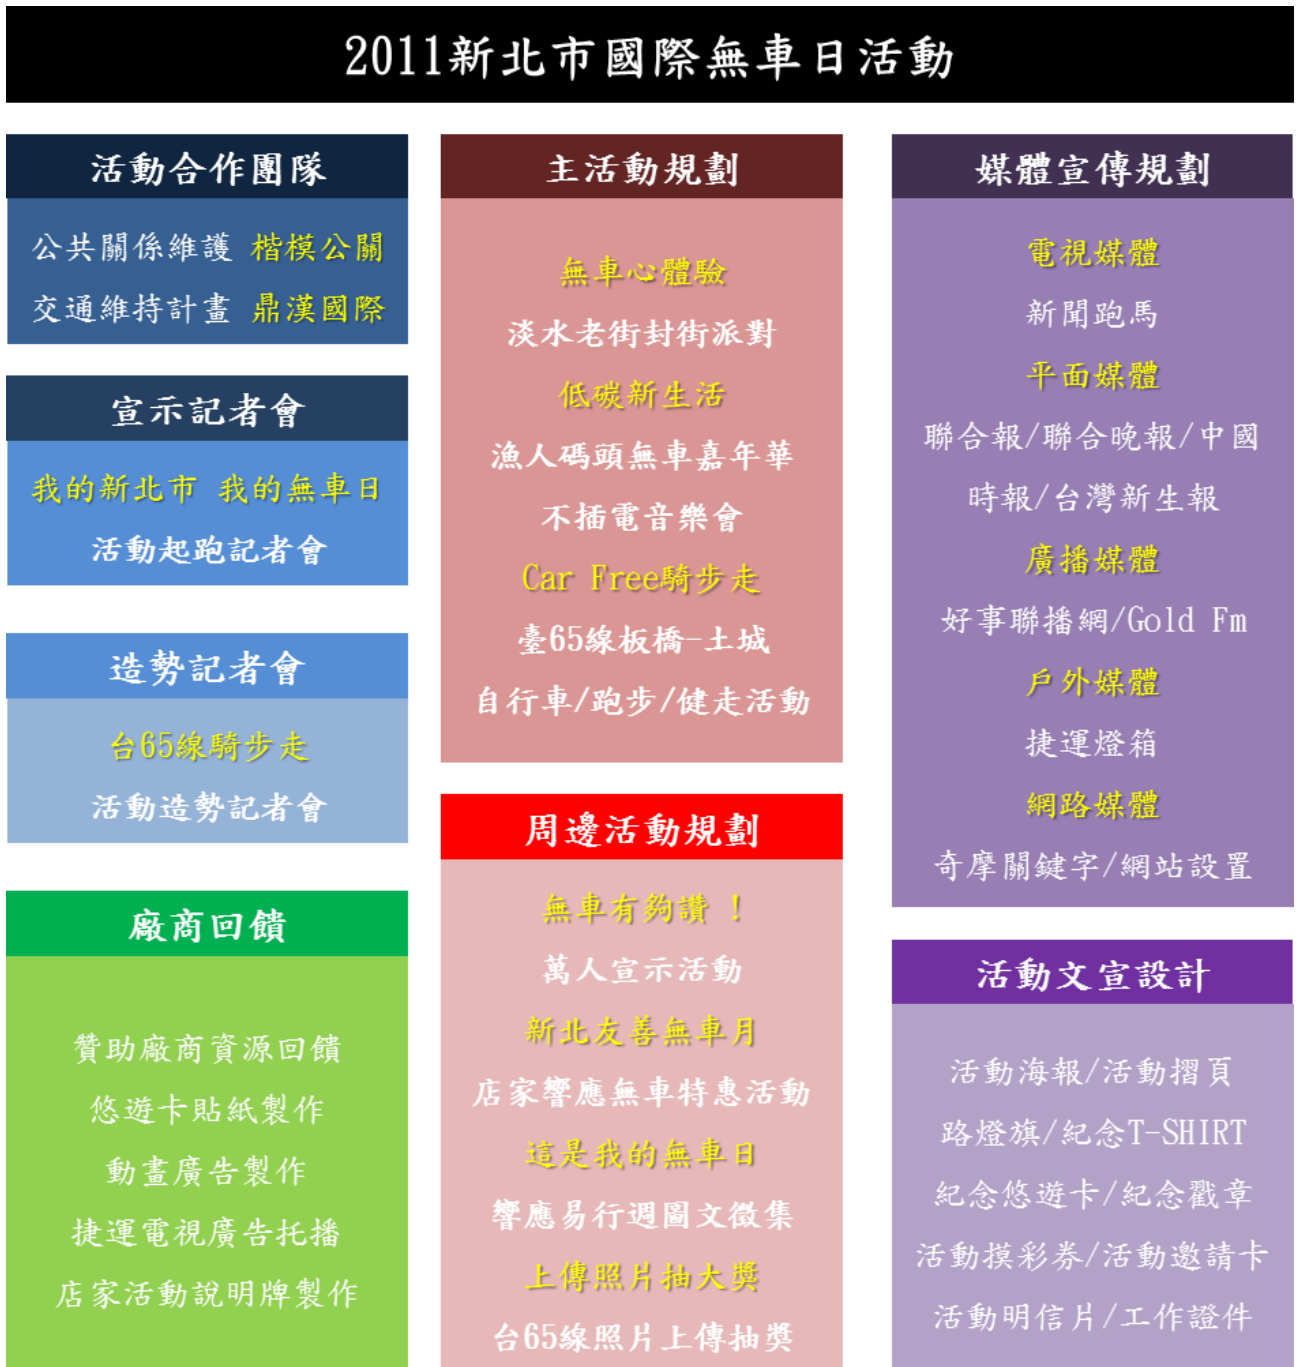 2011新北市國際無車日活動
活動合作團隊
公共關係維護 楷模公關
交通維持計畫 鼎漢國際
宣示記者會
我的新北市 我的無車日
活動起跑記者會
造勢記者會
台65線騎步走
活動造勢記者會
廠商回饋
贊助廠商資源回饋
悠遊卡貼紙製作
動畫廣告製作
捷運電視廣告托播
店家活動說明牌製作
主活動規劃
無車心體驗
淡水老街封街派對
低碳新生活
漁人碼頭無車嘉年華
不插電音樂會
Car Free騎步走
臺65線板橋-土城
自行車/跑步/健走活動
周邊活動規劃
無車有夠讚 !
萬人宣示活動
新北友善無車月
店家響應無車特惠活動
這是我的無車日
響應易行週圖文徵集
上傳照片抽大獎
台65線照片上傳抽獎
媒體宣傳規劃
電視媒體
新聞跑馬
平面媒體
聯合報/聯合晚報/中國
時報/台灣新生報
廣播媒體
好事聯播網/Gold Fm
戶外媒體
捷運燈箱
網路媒體
奇摩關鍵字/網站設置
活動文宣設計
活動海報/活動摺頁
路燈旗/紀念T-SHIRT
紀念悠遊卡/紀念戳章
活動摸彩券/活動邀請卡
活動明信片/工作證件